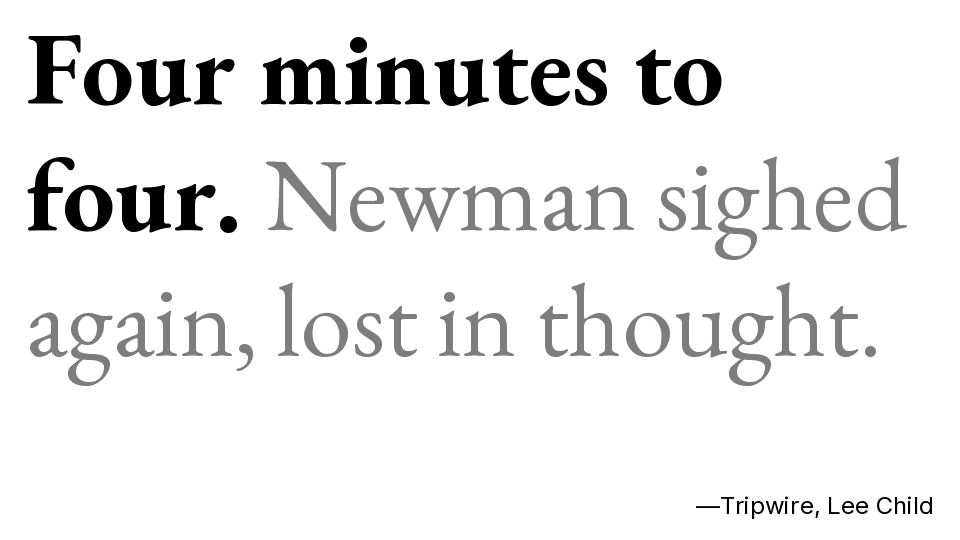 Four minutes to
four. Newman sighed
again, lost in thought.
—Tripwire, Lee Child